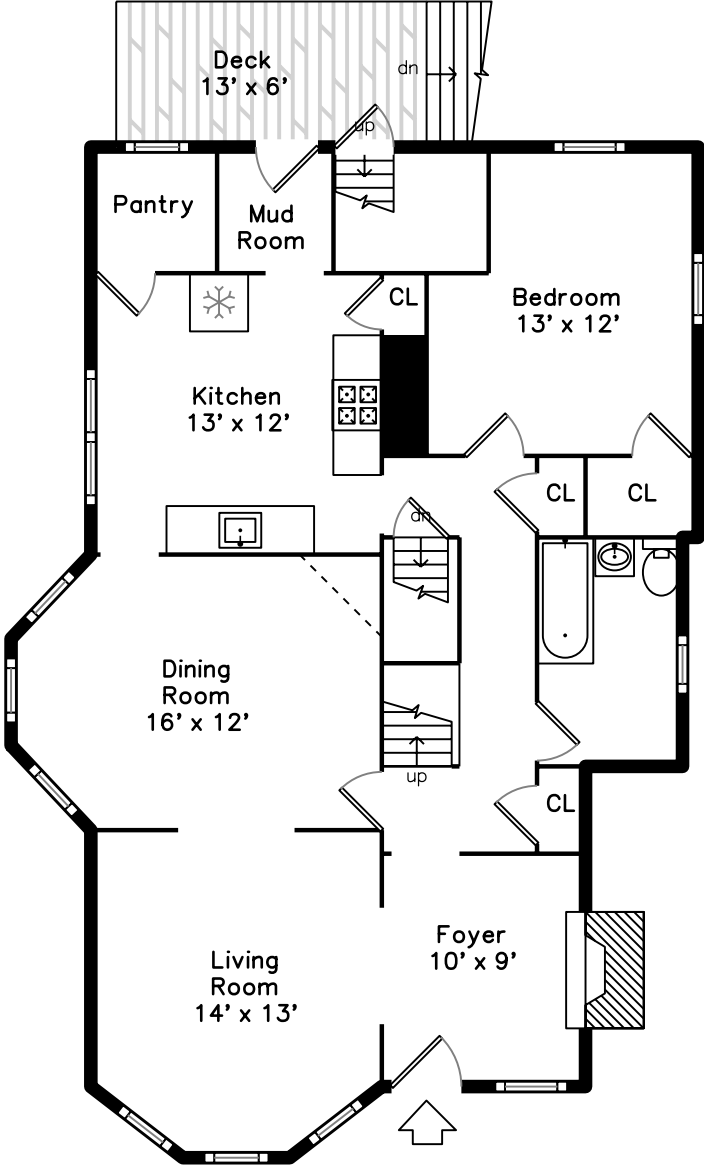 Deck
13' x 6'
dn
up
Pantry
Mud
Room
CL
Bedroom
13' x 12'
Kitchen
13' x 12'
CL
CL
dn
Dining
Room
16' x 12'
up
CL
Foyer
10' x 9'
Living
Room
14' x 13'